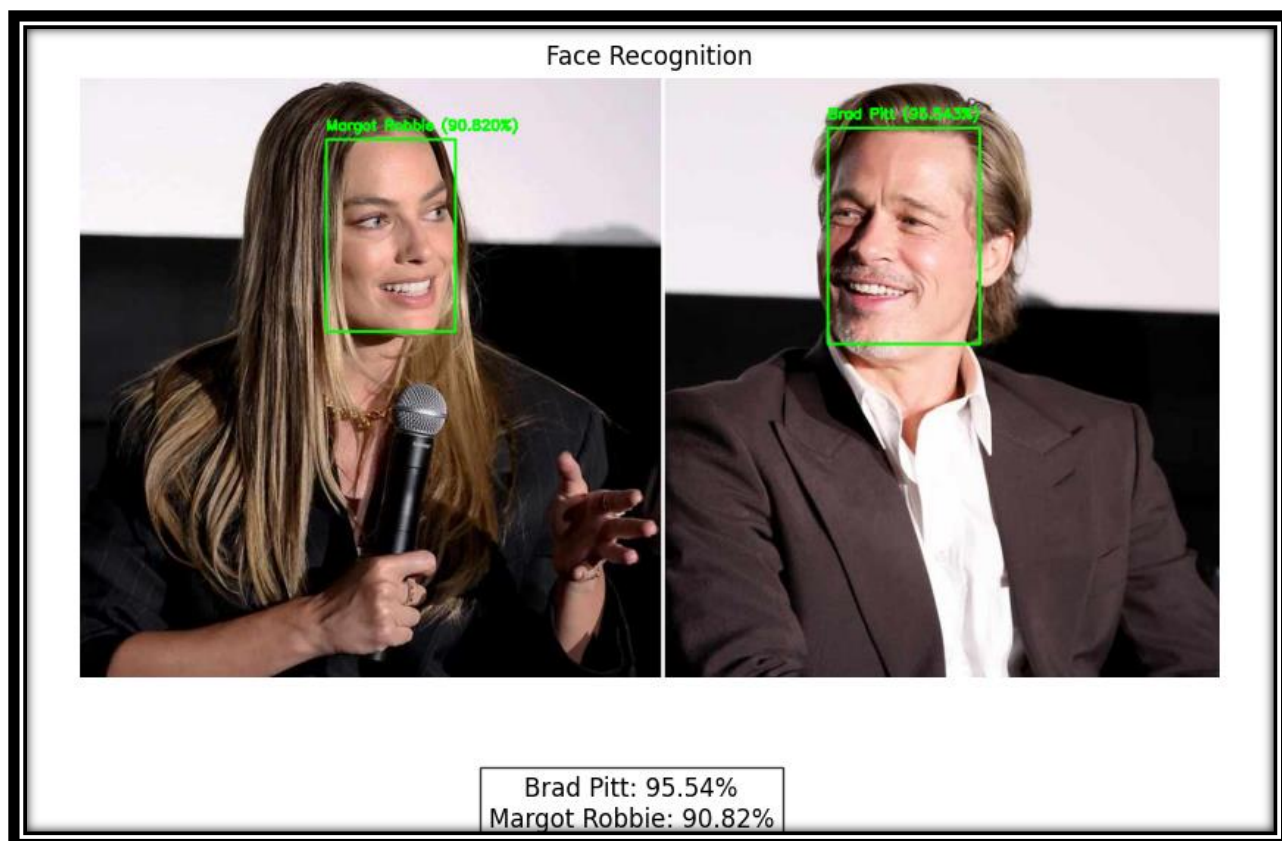 Face Recognition
Margot Robbie (90.820%)
Brad Pitt (95.543%)
Brad Pitt: 95.54%
Margot Robbie: 90.82%